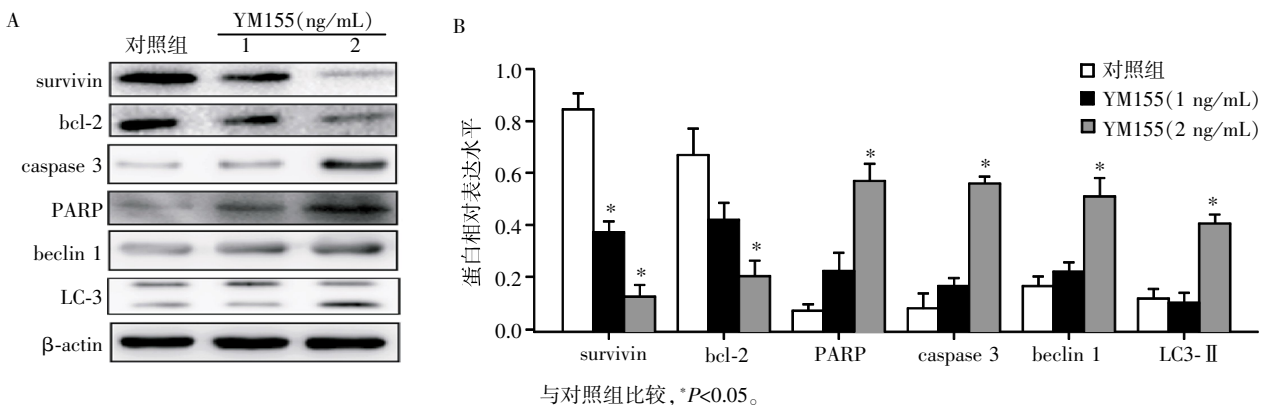 A
YM155(ng/mL)
对照组 1 2
survivin
bcl-2
caspase 3
PARP
beclin 1
LC-3
β-actin
B
对照组
YM155(1 ng/mL)
YM155(2 ng/mL)
蛋白相对表达水平
1.0
0.8
0.6
0.4
0.2
0.0
* * * * * * *
survivin bcl-2 PARP caspase 3 beclin 1 LC3-Ⅱ
与对照组比较,*P<0.05。